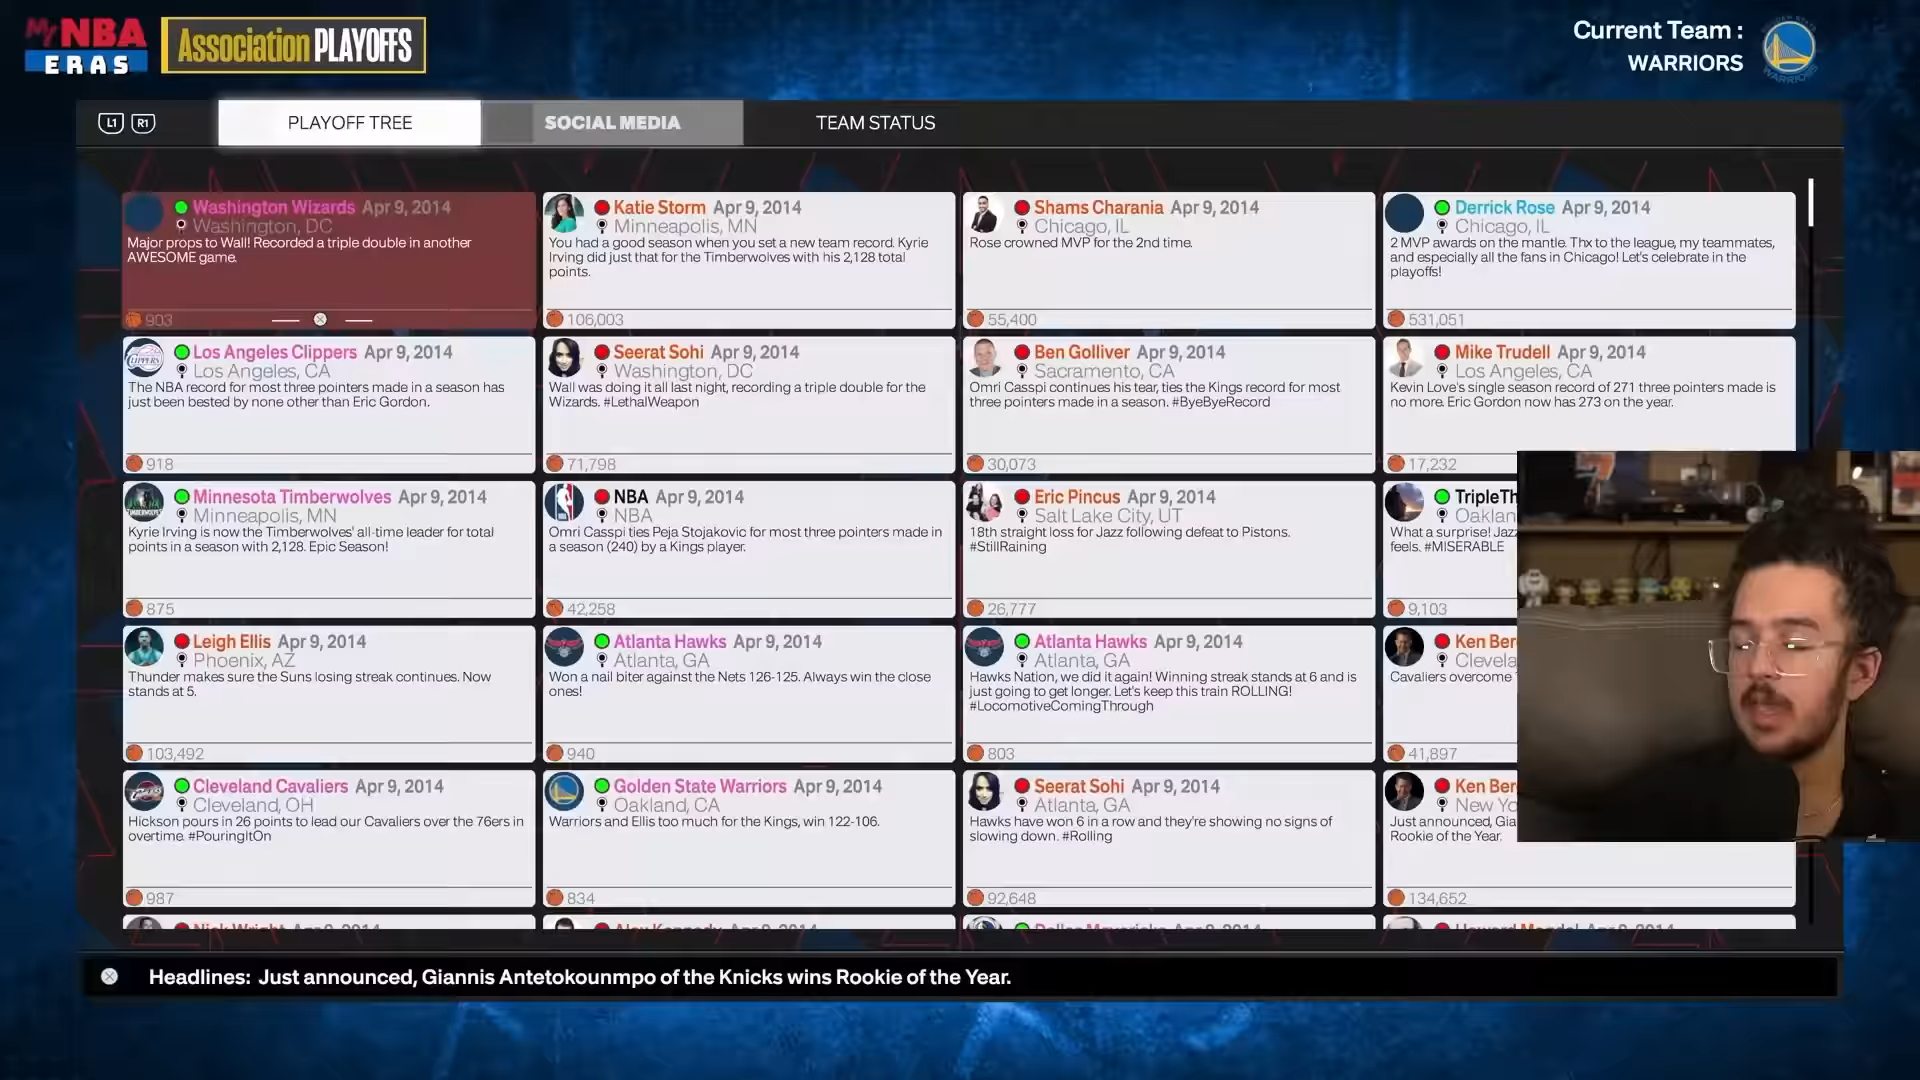 My NBA
ERAS
Association PLAYOFFS
Current Team :
WARRIORS
L1 R1
PLAYOFF TREE
SOCIAL MEDIA
TEAM STATUS
Washington Wizards Apr 9, 2014
Washington, DC
Major props to Wall! Recorded a triple double in another
AWESOME game.
903
Katie Storm Apr 9, 2014
Minneapolis, MN
You had a good season when you set a new team record. Kyrie
Irving did just that for the Timberwolves with his 2,128 total
points.
106,003
Shams Charania Apr 9, 2014
Chicago, IL
Rose crowned MVP for the 2nd time.
55,400
Derrick Rose Apr 9, 2014
Chicago, IL
2 MVP awards on the mantle. Thx to the league, my teammates,
and especially all the fans in Chicago! Let's celebrate in the
playoffs!
531,051
Los Angeles Clippers Apr 9, 2014
Los Angeles, CA
The NBA record for most three pointers made in a season has
just been bested by none other than Eric Gordon.
918
Seerat Sohi Apr 9, 2014
Washington, DC
Wall was doing it all last night, recording a triple double for the
Wizards. #LethalWeapon
71,798
Ben Golliver Apr 9, 2014
Sacramento, CA
Omri Casspi continues his tear, ties the Kings record for most
three pointers made in a season. #ByeByeRecord
30,073
Mike Trudell Apr 9, 2014
Los Angeles, CA
Kevin Love's single season record of 271 three pointers made is
no more. Eric Gordon now has 273 on the year.
17,232
Minnesota Timberwolves Apr 9, 2014
Minneapolis, MN
Kyrie Irving is now the Timberwolves' all-time leader for total
points in a season with 2,128. Epic Season!
875
NBA Apr 9, 2014
NBA
Omri Casspi ties Peja Stojakovic for most three pointers made in
a season (240) by a Kings player.
42,258
Eric Pincus Apr 9, 2014
Salt Lake City, UT
18th straight loss for Jazz following defeat to Pistons.
#StillRaining
26,777
TripleTh
Oaklan
What a surprise! Jazz
feels. #MISERABLE
9,103
Leigh Ellis Apr 9, 2014
Phoenix, AZ
Thunder makes sure the Suns losing streak continues. Now
stands at 5.
103,492
Atlanta Hawks Apr 9, 2014
Atlanta, GA
Won a nail biter against the Nets 126-125. Always win the close
ones!
940
Atlanta Hawks Apr 9, 2014
Atlanta, GA
Hawks Nation, we did it again! Winning streak stands at 6 and is
just going to get longer. Let's keep this train ROLLING!
#LocomotiveComingThrough
803
Ken Ber
Clevela
Cavaliers overcome
41,897
Cleveland Cavaliers Apr 9, 2014
Cleveland, OH
Hickson pours in 26 points to lead our Cavaliers over the 76ers in
overtime. #PouringItOn
987
Golden State Warriors Apr 9, 2014
Oakland, CA
Warriors and Ellis too much for the Kings, win 122-106.
834
Seerat Sohi Apr 9, 2014
Atlanta, GA
Hawks have won 6 in a row and they're showing no signs of
slowing down. #Rolling
92,648
Ken Ber
New Yo
Just announced, Gia
Rookie of the Year.
134,652
Headlines: Just announced, Giannis Antetokounmpo of the Knicks wins Rookie of the Year.